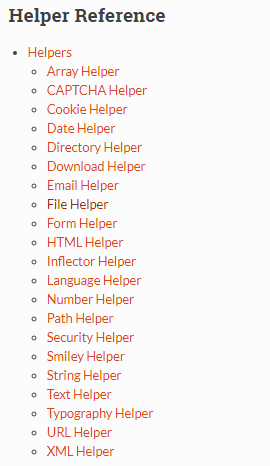 Helper Reference
Helpers
Array Helper
CAPTCHA Helper
Cookie Helper
Date Helper
Directory Helper
Download Helper
Email Helper
File Helper
Form Helper
HTML Helper
Inflector Helper
Language Helper
Number Helper
Path Helper
Security Helper
Smiley Helper
String Helper
Text Helper
Typography Helper
URL Helper
XML Helper